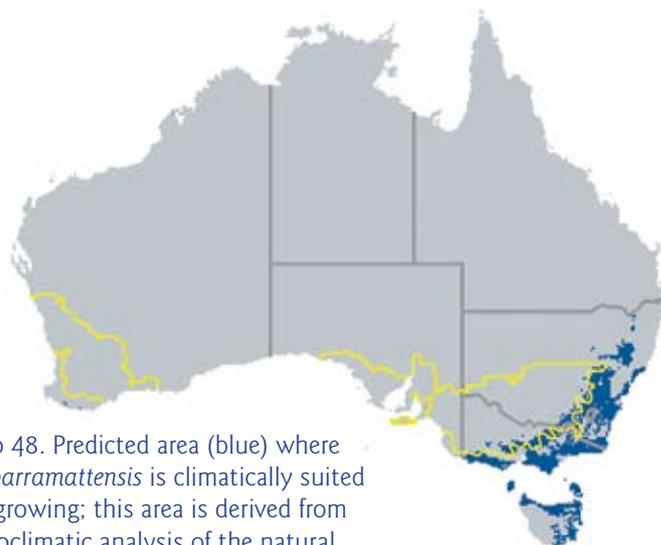 48. Predicted area (blue) where
arramattensis is climatically suited
growing; this area is derived from
oclimatic analysis of the natural